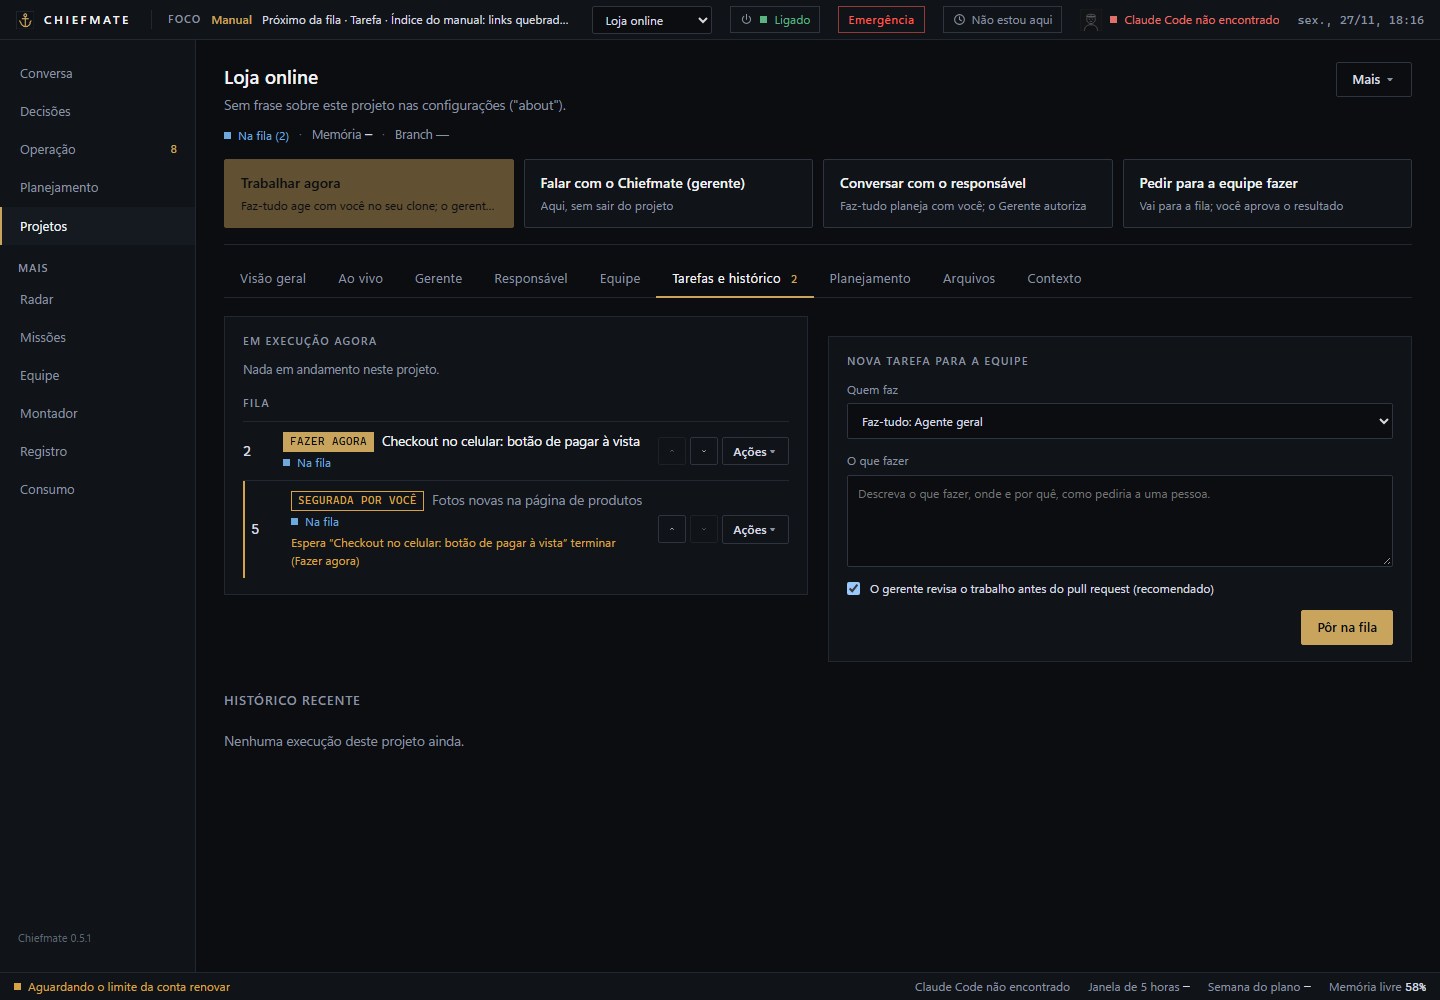 CHIEFMATE
FOCO Manual Próximo da fila · Tarefa · Índice do manual: links quebrad...
Loja online
Ligado
Emergência
Não estou aqui
Claude Code não encontrado
sex., 27/11, 18:16
Conversa
Decisões
Operação 8
Planejamento
Projetos
MAIS
Radar
Missões
Equipe
Montador
Registro
Consumo
Chiefmate 0.5.1
Loja online
Sem frase sobre este projeto nas configurações ("about").
Na fila (2) · Memória — · Branch —
Mais
Trabalhar agora
Faz-tudo age com você no seu clone; o gerent...
Falar com o Chiefmate (gerente)
Aqui, sem sair do projeto
Conversar com o responsável
Faz-tudo planeja com você; o Gerente autoriza
Pedir para a equipe fazer
Vai para a fila; você aprova o resultado
Visão geral
Ao vivo
Gerente
Responsável
Equipe
Tarefas e histórico 2
Planejamento
Arquivos
Contexto
EM EXECUÇÃO AGORA
Nada em andamento neste projeto.
FILA
2
FAZER AGORA Checkout no celular: botão de pagar à vista
Na fila
Ações
5
SEGURADA POR VOCÊ Fotos novas na página de produtos
Na fila
Espera “Checkout no celular: botão de pagar à vista” terminar
(Fazer agora)
Ações
NOVA TAREFA PARA A EQUIPE
Quem faz
Faz-tudo: Agente geral
O que fazer
Descreva o que fazer, onde e por quê, como pediria a uma pessoa.
O gerente revisa o trabalho antes do pull request (recomendado)
Pôr na fila
HISTÓRICO RECENTE
Nenhuma execução deste projeto ainda.
Aguardando o limite da conta renovar
Claude Code não encontrado
Janela de 5 horas —
Semana do plano —
Memória livre 58%